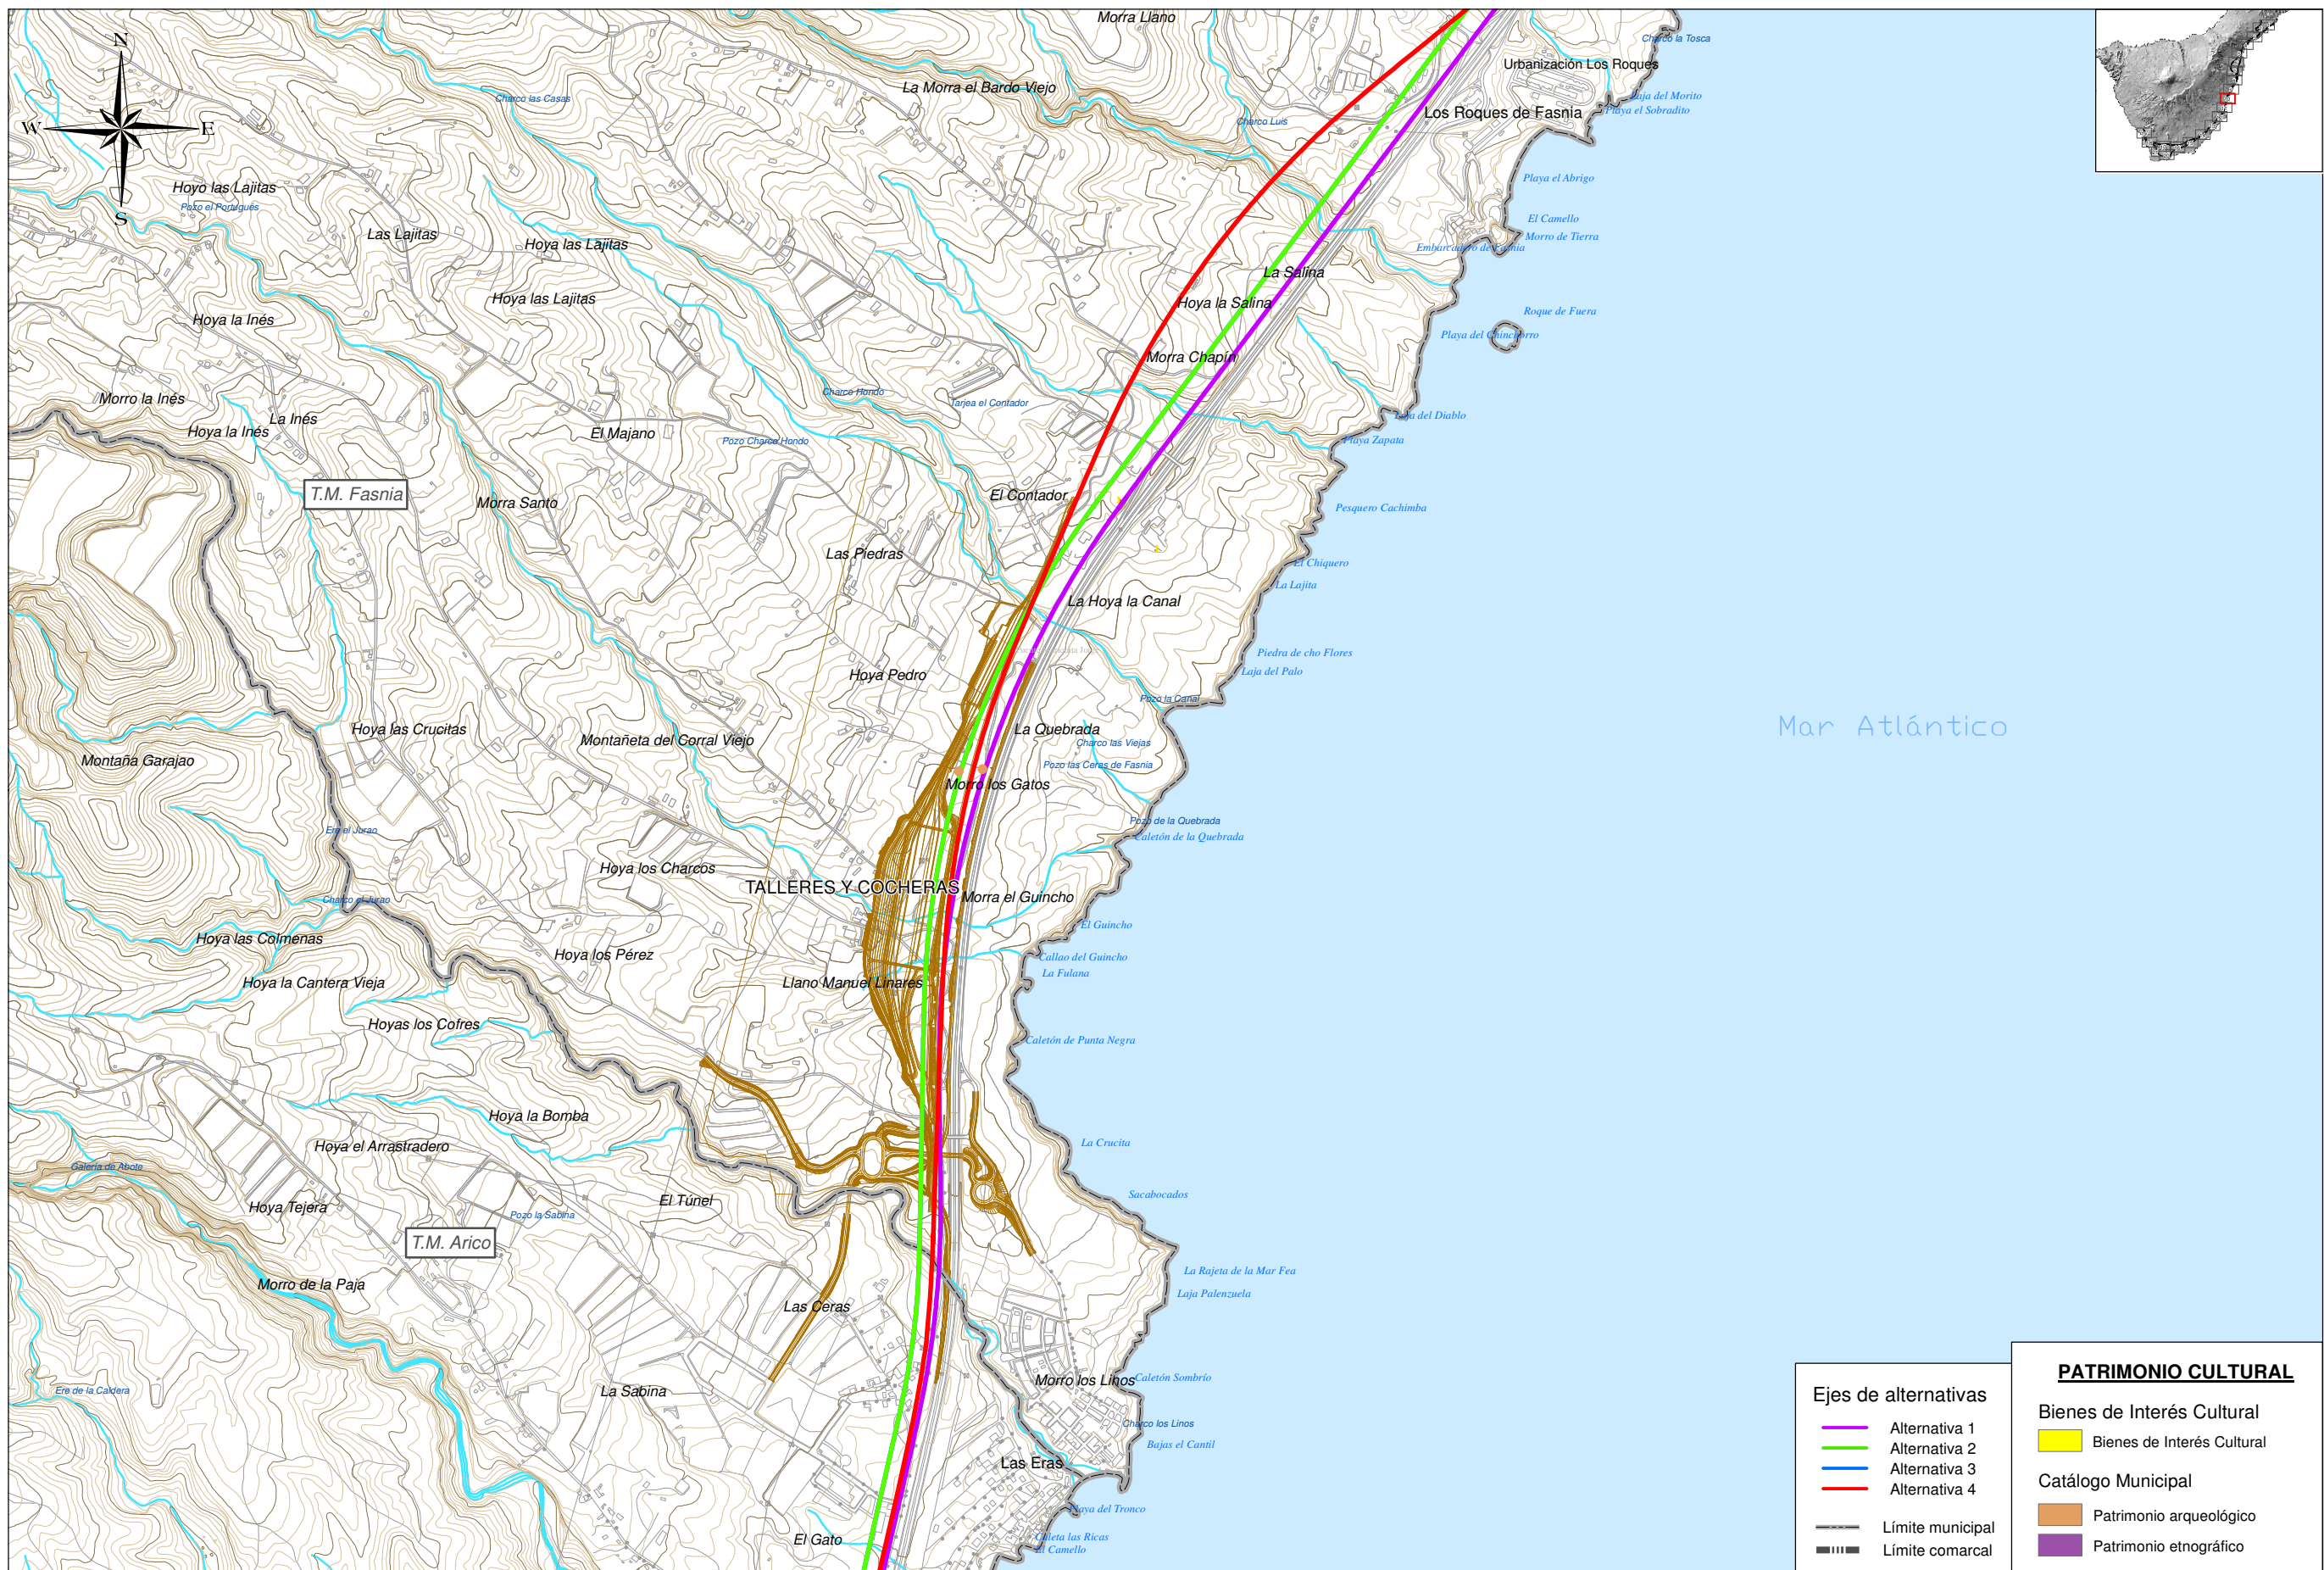 Morra Llano
Charco la Tosca
N
Urbanización Los Roques
La Morra el Bardo Viejo
Charco las Casas
Laja del Morito
Playa el Sobradito
Los Roques de Fasnia
Charco Luis
W
E
Playa el Abrigo
Hoyo las Lajitas
Pozo el Portugués
S
El Camello
Las Lajitas
Morro de Tierra
Hoya las Lajitas
Embarcadero de Fasnia
La Salina
Hoya las Lajitas
Hoya la Salina
Roque de Fuera
Hoya la Inés
Playa del Chinchorro
Morra Chapín
Charco Hondo
Morro la Inés
Tanea el Contador
Laja del Diablo
La Inés
Hoya la Inés
El Majano
Pozo Charco Hondo
Playa Zapata
T.M. Fasnia
El Contador
Morra Santo
Pesquero Cachimba
Las Piedras
El Chiquero
La Lajita
La Hoya la Canal
Piedra de cho Flores
Hoya Pedro
Laja del Palo
Pozo la Canal
Hoya las Crucitas
La Quebrada
Mar Atlántico
Montañeta del Corral Viejo
Charco las Viejas
Montaña Garajao
Pozo las Ceras de Fasnia
Morro los Gatos
Pozo de la Quebrada
Ere el Jurao
Caletón de la Quebrada
Hoya los Charcos
TALLERES Y COCHERAS
Morra el Guincho
Charco el Jurao
El Guincho
Hoya las Colmenas
Hoya los Pérez
Callao del Guincho
La Fulana
Hoya la Cantera Vieja
Llano Manuel Linares
Hoyas los Cofres
Caletón de Punta Negra
Hoya la Bomba
Hoya el Arrastradero
La Crucita
Galería de Abote
Sacabocados
El Túnel
Hoya Tejera
Pozo la Sabina
T.M. Arico
La Rajeta de la Mar Fea
Morro de la Paja
Laja Palenzuela
Las Ceras
Caletón Sombrío
Morro los Linos
Ere de la Caldera
La Sabina
Charco los Linos
Bajas el Cantil
Las Eras
Playa del Tronco
El Gato
Caleta las Ricas
El Camello
Ejes de alternativas
Alternativa 1
Alternativa 2
Alternativa 3
Alternativa 4
Límite municipal
Límite comarcal
PATRIMONIO CULTURAL
Bienes de Interés Cultural
Bienes de Interés Cultural
Catálogo Municipal
Patrimonio arqueológico
Patrimonio etnográfico